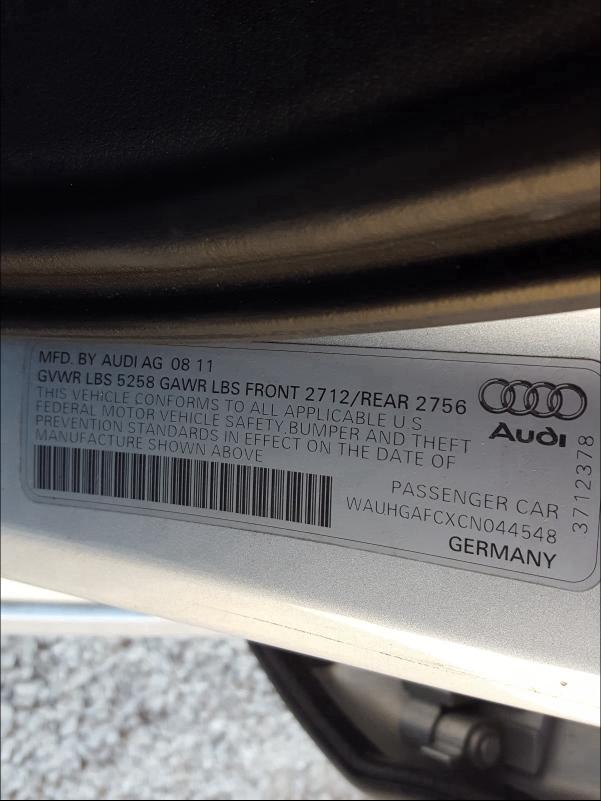 MFD. BY AUDI AG 08 11
GVWR LBS 5258 GAWR LBS FRONT 2712/REAR 2756
THIS VEHICLE CONFORMS TO ALL APPLICABLE U.S
FEDERAL MOTOR VEHICLE SAFETY,BUMPER AND THEFT
PREVENTION STANDARDS IN EFFECT ON THE DATE OF
MANUFACTURE SHOWN ABOVE
Audi
PASSENGER CAR
WAUHGAFCXCN044548
GERMANY
3712378